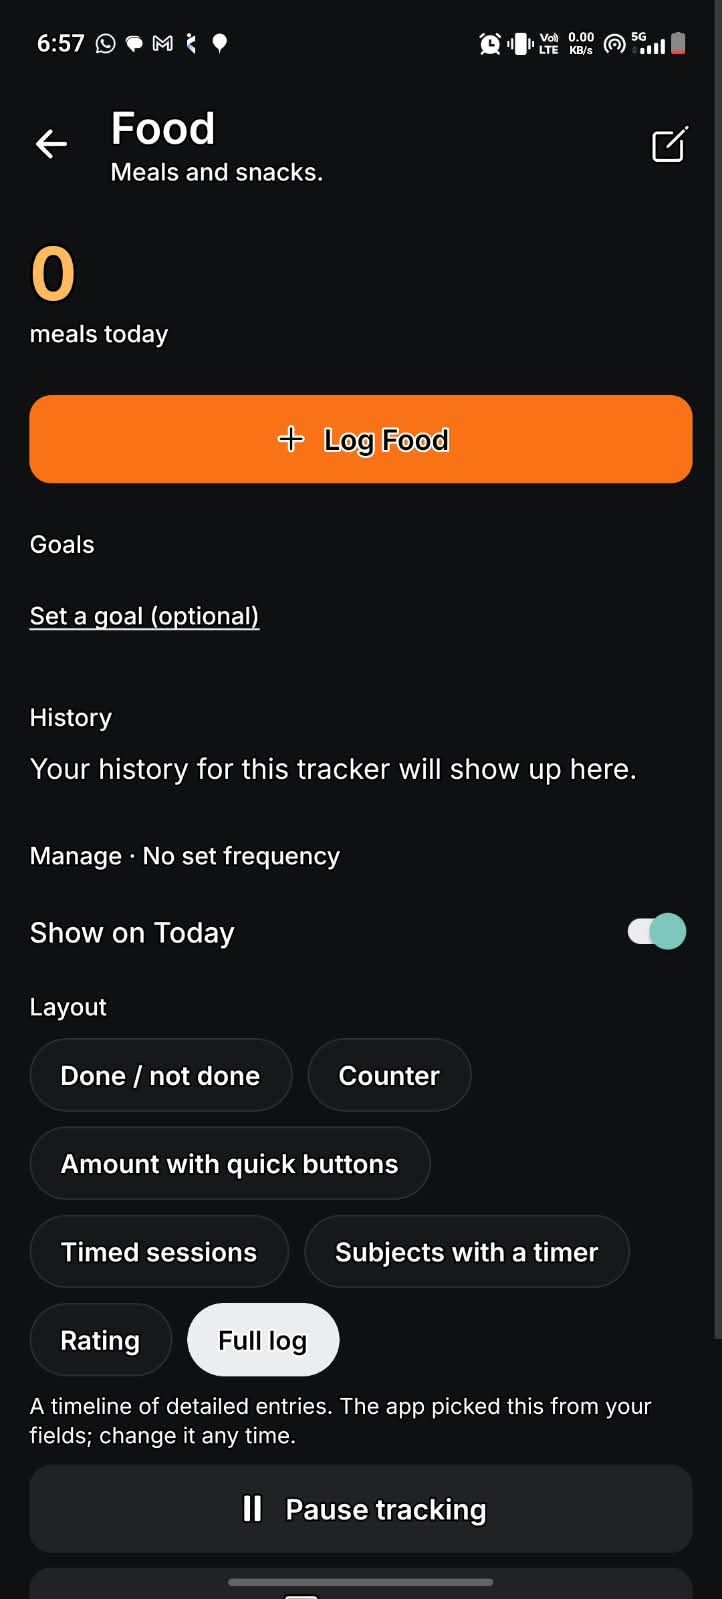 6:57
Vo) LTE 0.00 KB/s 5G
Food
Meals and snacks.
0
meals today
Log Food
Goals
Set a goal (optional)
History
Your history for this tracker will show up here.
Manage · No set frequency
Show on Today
Layout
Done / not done Counter
Amount with quick buttons
Timed sessions Subjects with a timer
Rating Full log
A timeline of detailed entries. The app picked this from your
fields; change it any time.
Pause tracking